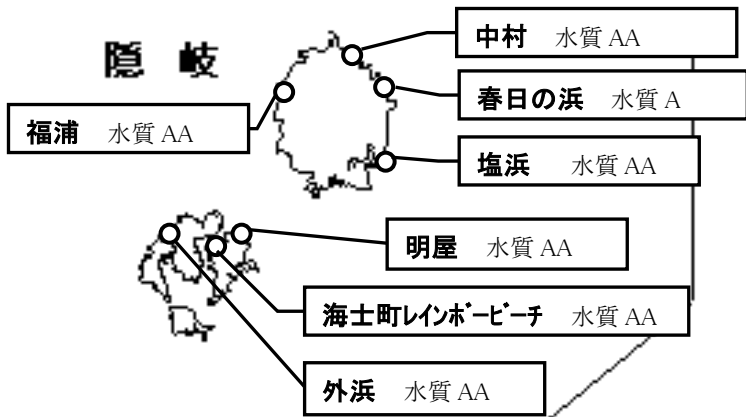 隠 岐
中村 水質 AA
春日の浜 水質 A
福浦 水質 AA
塩浜 水質 AA
明屋 水質 AA
海士町ﾚｲﾝﾎﾞｰﾋﾞｰﾁ 水質 AA
外浜 水質 AA